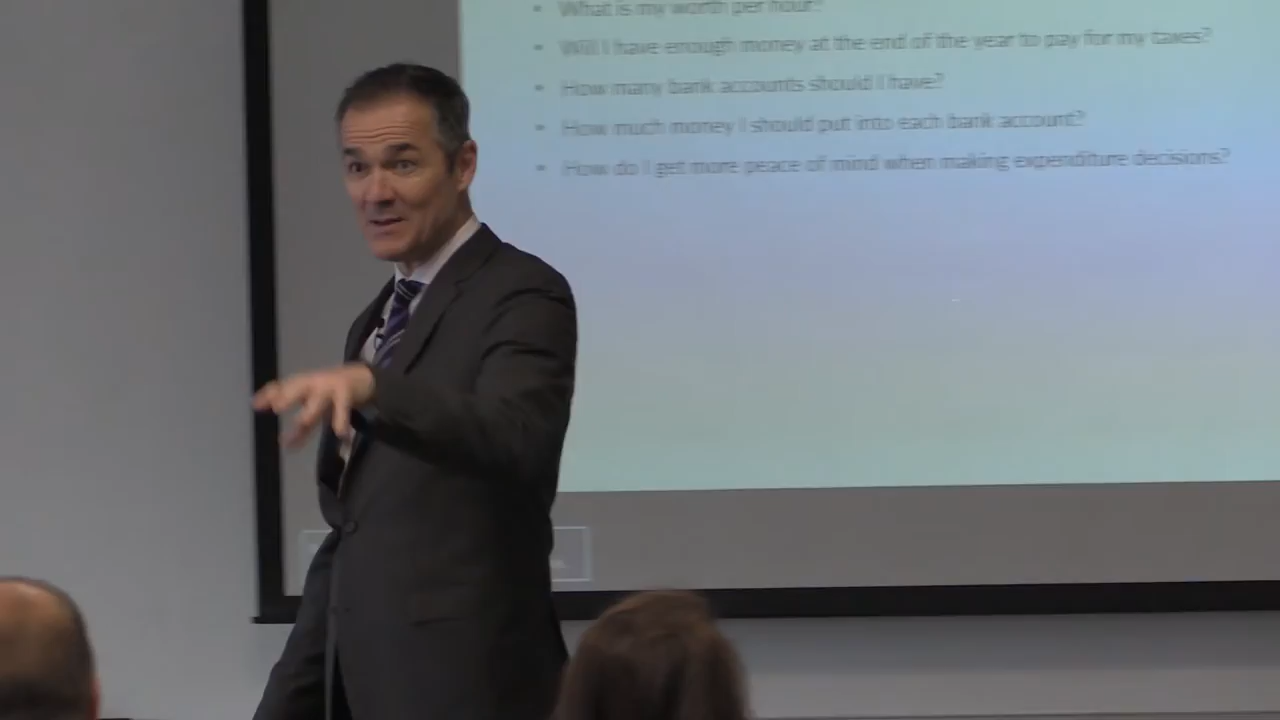 • What is my worth per hour?
• Will I have enough money at the end of the year to pay for my taxes?
• How many bank accounts should I have?
• How much money I should put into each bank account?
• How do I get more peace of mind when making expenditure decisions?